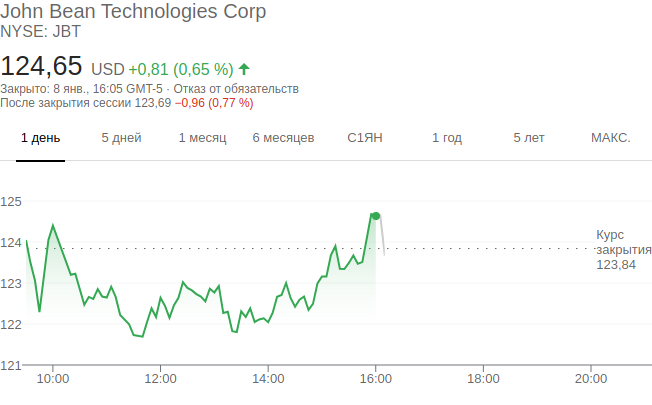 John Bean Technologies Corp
NYSE: JBT
124,65 USD +0,81 (0,65 %)
Закрыто: 8 янв., 16:05 GMT-5 · Отказ от обязательств
После закрытия сессии 123,69 −0,96 (0,77 %)
1 день 5 дней 1 месяц 6 месяцев С1ЯН 1 год 5 лет МАКС.
125
124
123
122
121
Курс
закрытия
123,84
10:00 12:00 14:00 16:00 18:00 20:00